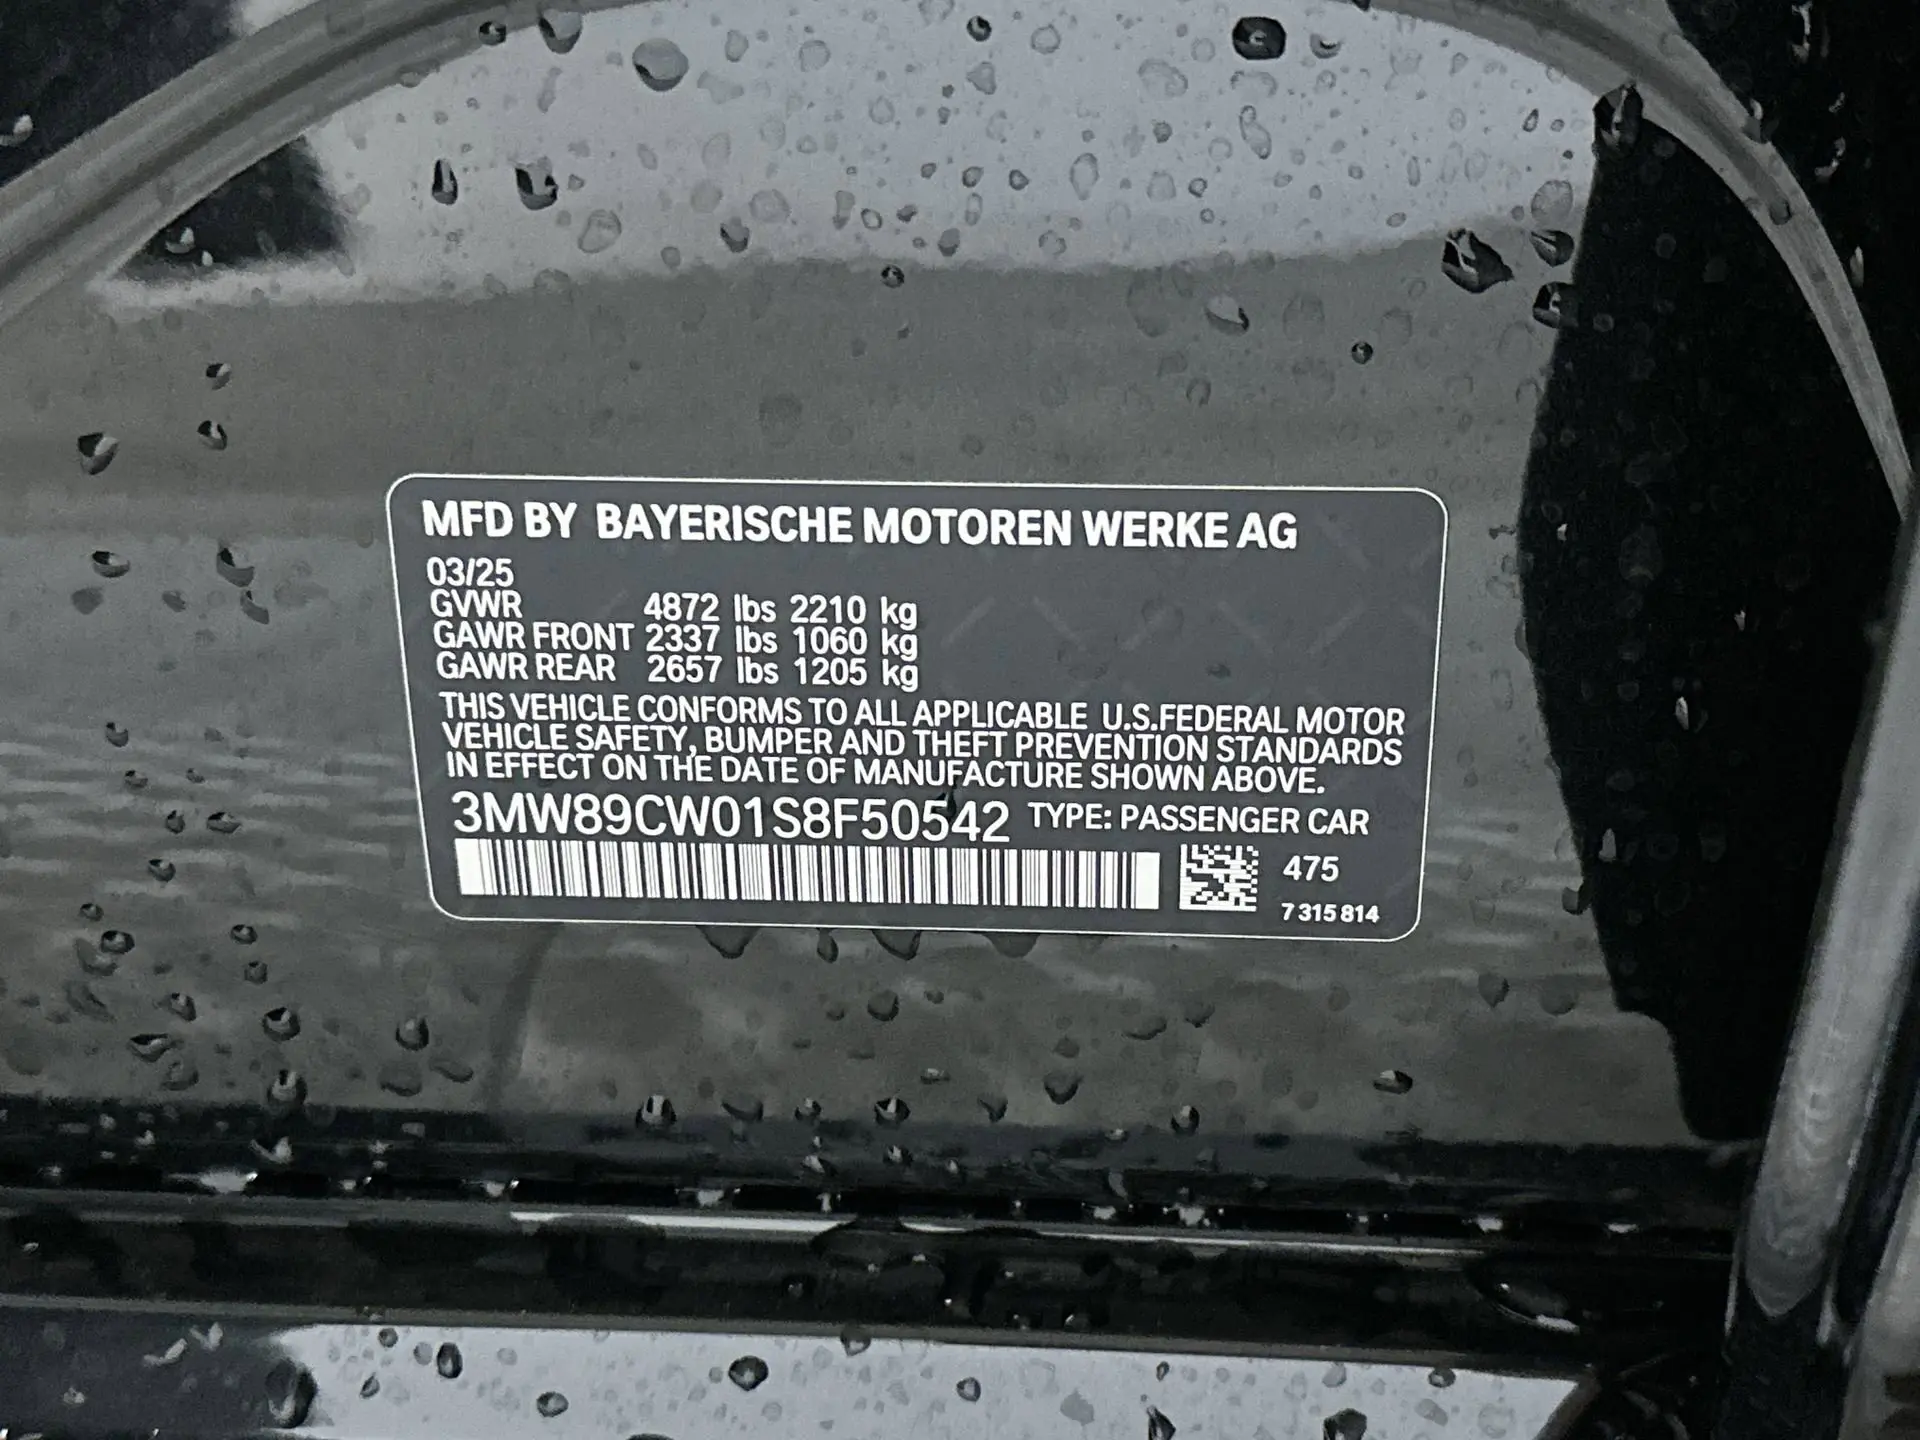 MFD BY BAYERISCHE MOTOREN WERKE AG
03/25
GVWR 4872 lbs 2210 kg
GAWR FRONT 2337 lbs 1060 kg
GAWR REAR 2657 lbs 1205 kg
THIS VEHICLE CONFORMS TO ALL APPLICABLE U.S.FEDERAL MOTOR
VEHICLE SAFETY, BUMPER AND THEFT PREVENTION STANDARDS
IN EFFECT ON THE DATE OF MANUFACTURE SHOWN ABOVE.
3MW89CW01S8F50542 TYPE: PASSENGER CAR
475
7 315 814